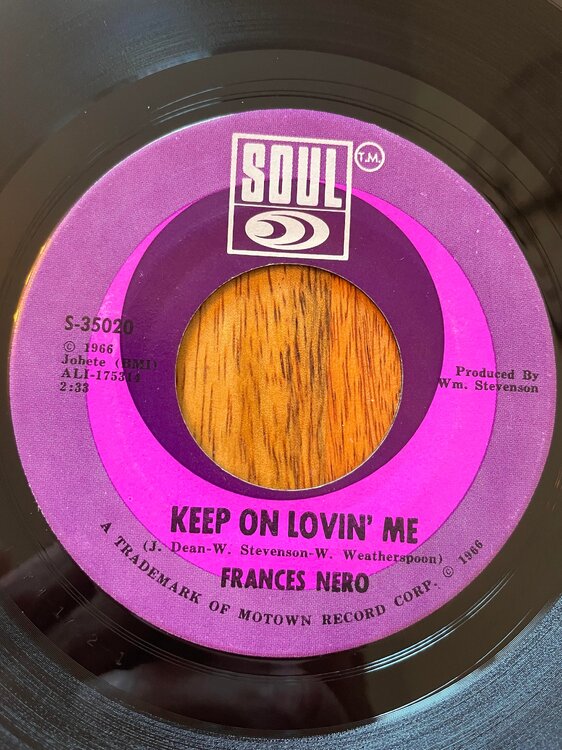 SOUL
T.M.
S-35020
© 1966
Jobete (BMI)
ALI-175314
2:33
Produced By
Wm. Stevenson
KEEP ON LOVIN' ME
(J. Dean-W. Stevenson-W. Weatherspoon)
FRANCES NERO
A TRADEMARK OF MOTOWN RECORD CORP. © 1966